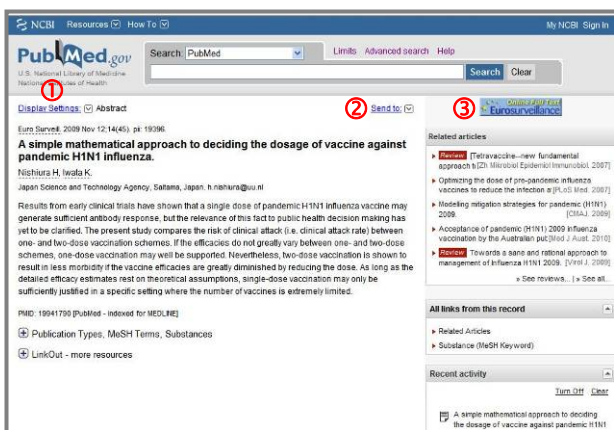 NCBI Resources How To My NCBI Sign In
PubMed.gov
U.S. National Library of Medicine
National Institutes of Health
Search: PubMed
Limits Advanced search Help
Search Clear
①
Display Settings: Abstract
②
Send to:
③
Online Full Text
Eurosurveillance
Euro Surveill. 2009 Nov 12;14(45). pii: 19396.
A simple mathematical approach to deciding the dosage of vaccine against
pandemic H1N1 influenza.
Nishiura H, Iwata K.
Japan Science and Technology Agency, Saitama, Japan. h.nishiura@uu.nl
Results from early clinical trials have shown that a single dose of pandemic H1N1 influenza vaccine may
generate sufficient antibody response, but the relevance of this fact to public health decision making has
yet to be clarified. The present study compares the risk of clinical attack (i.e. clinical attack rate) between
one- and two-dose vaccination schemes. If the efficacies do not greatly vary between one- and two-dose
schemes, one-dose vaccination may well be supported. Nevertheless, two-dose vaccination is shown to
result in less morbidity if the vaccine efficacies are greatly diminished by reducing the dose. As long as the
detailed efficacy estimates rest on theoretical assumptions, single-dose vaccination may only be
sufficiently justified in a specific setting where the number of vaccines is extremely limited.
PMID: 19941790 [PubMed - indexed for MEDLINE]
Publication Types, MeSH Terms, Substances
LinkOut - more resources
Related articles
Review [Tetravaccine--new fundamental
approach t [Zh Mikrobiol Epidemiol Immunobiol. 2007]
Optimizing the dose of pre-pandemic influenza
vaccines to reduce the infection a [PLoS Med. 2007]
Modelling mitigation strategies for pandemic (H1N1)
2009. [CMAJ. 2009]
Acceptance of pandemic (H1N1) 2009 influenza
vaccination by the Australian put [Med J Aust. 2010]
Review Towards a sane and rational approach to
management of Influenza H1N1 2009. [Virol J. 2009]
» See reviews... | » See all...
All links from this record
Related Articles
Substance (MeSH Keyword)
Recent activity
Turn Off Clear
A simple mathematical approach to deciding
the dosage of vaccine against pandemic H1N1